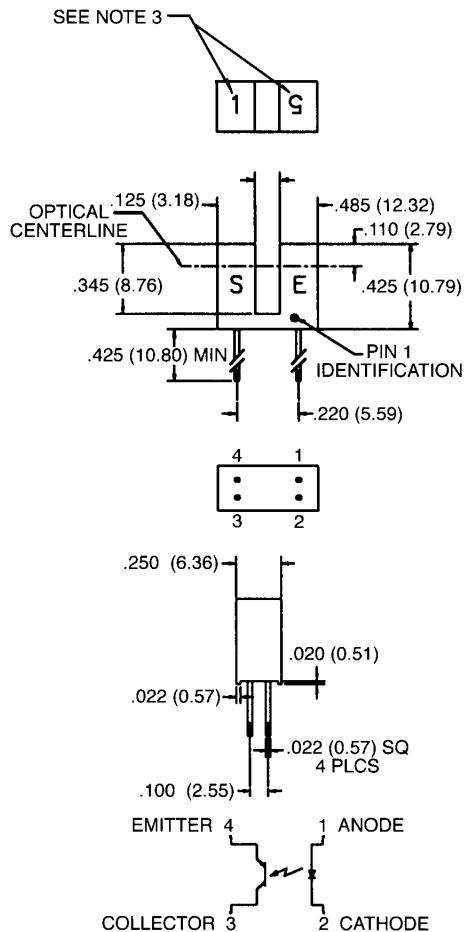 SEE NOTE 3
1 5
.125 (3.18) .485 (12.32)
OPTICAL CENTERLINE
.110 (2.79)
.345 (8.76)
S E
.425 (10.79)
.425 (10.80) MIN
PIN 1
IDENTIFICATION
.220 (5.59)
4 1
3 2
.250 (6.36)
.020 (0.51)
.022 (0.57)
.022 (0.57) SQ
4 PLCS
.100 (2.55)
EMITTER 4 1 ANODE
COLLECTOR 3 2 CATHODE